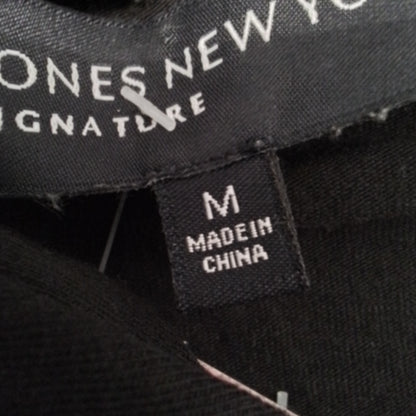 ONES NEW YO
IGNATURE
M
MADE IN
CHINA